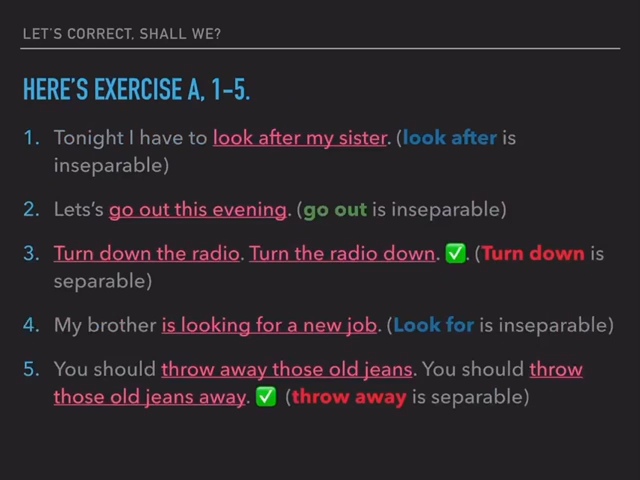 LET'S CORRECT, SHALL WE?
HERE'S EXERCISE A, 1-5.
1. Tonight I have to look after my sister. (look after is
inseparable)
2. Lets's go out this evening. (go out is inseparable)
3. Turn down the radio. Turn the radio down. ✅. (Turn down is
separable)
4. My brother is looking for a new job. (Look for is inseparable)
5. You should throw away those old jeans. You should throw
those old jeans away. ✅ (throw away is separable)